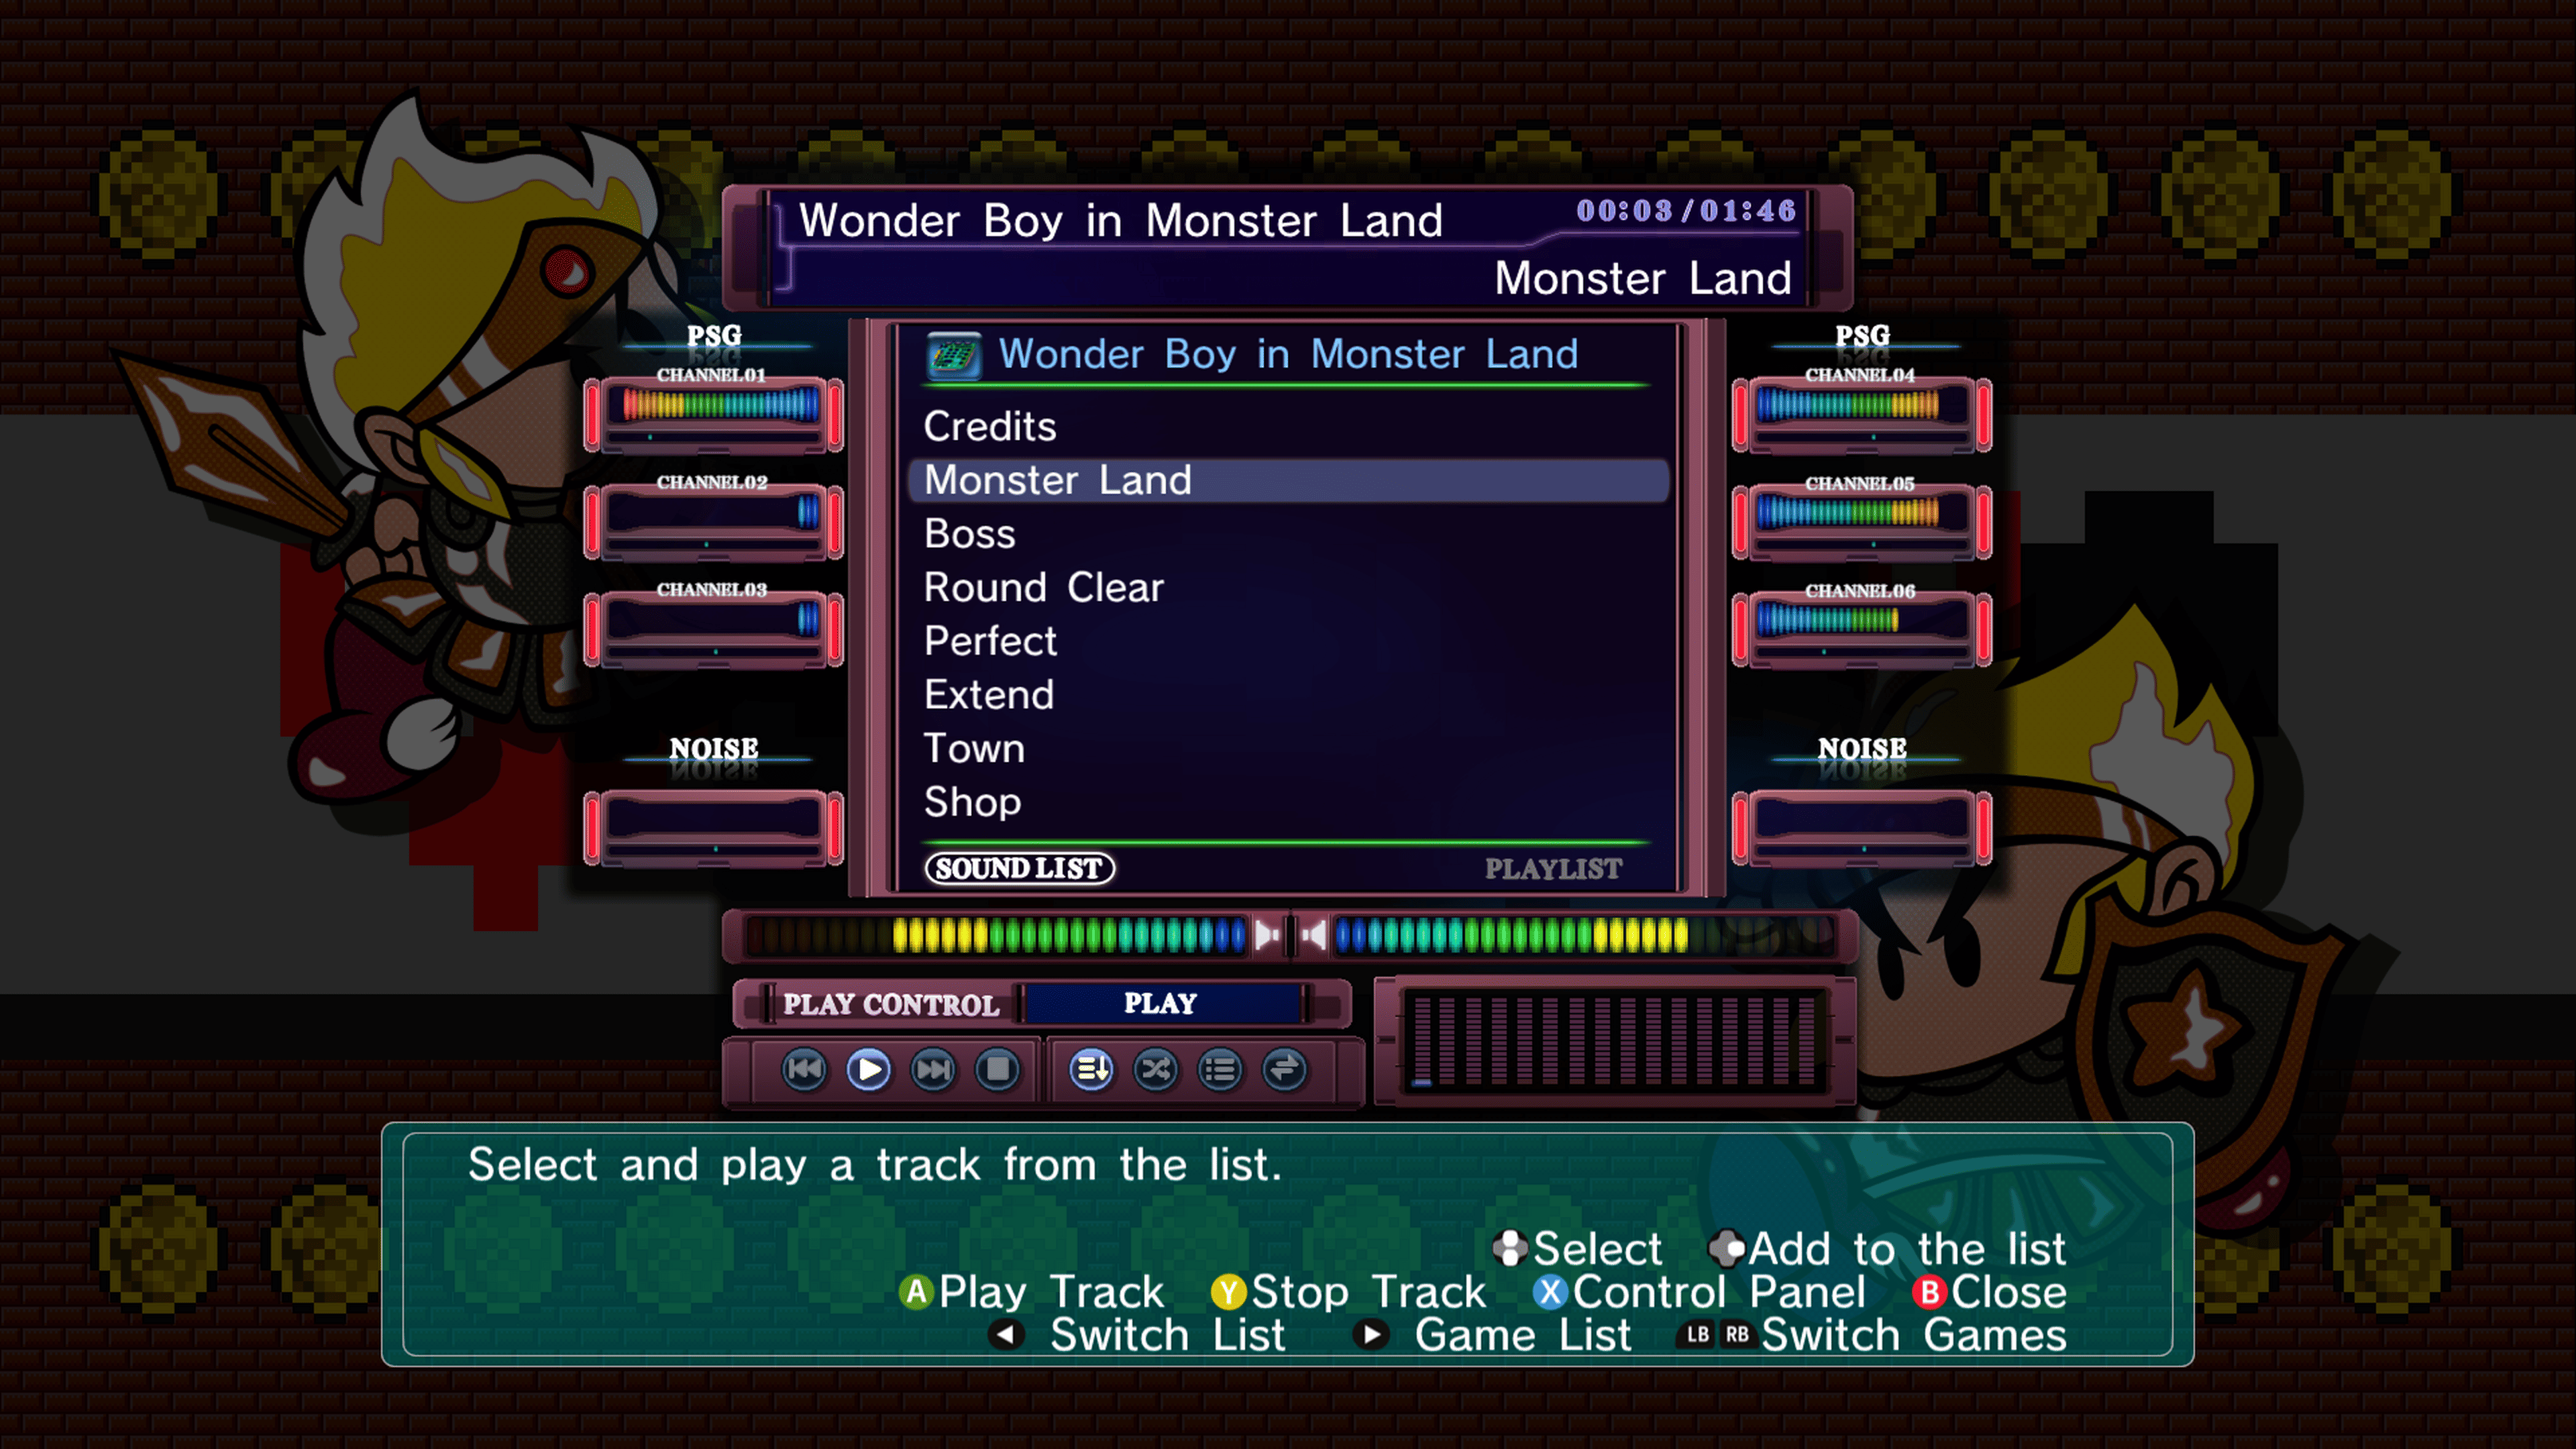 Wonder Boy in Monster Land
00:03/01:46
Monster Land
PSG
CHANNEL01
CHANNEL02
CHANNEL03
NOISE
Wonder Boy in Monster Land
Credits
Monster Land
Boss
Round Clear
Perfect
Extend
Town
Shop
SOUND LIST
PLAYLIST
PSG
CHANNEL04
CHANNEL05
CHANNEL06
NOISE
PLAY CONTROL
PLAY
Select and play a track from the list.
Select Add to the list
A Play Track Y Stop Track X Control Panel B Close
Switch List Game List LB RB Switch Games